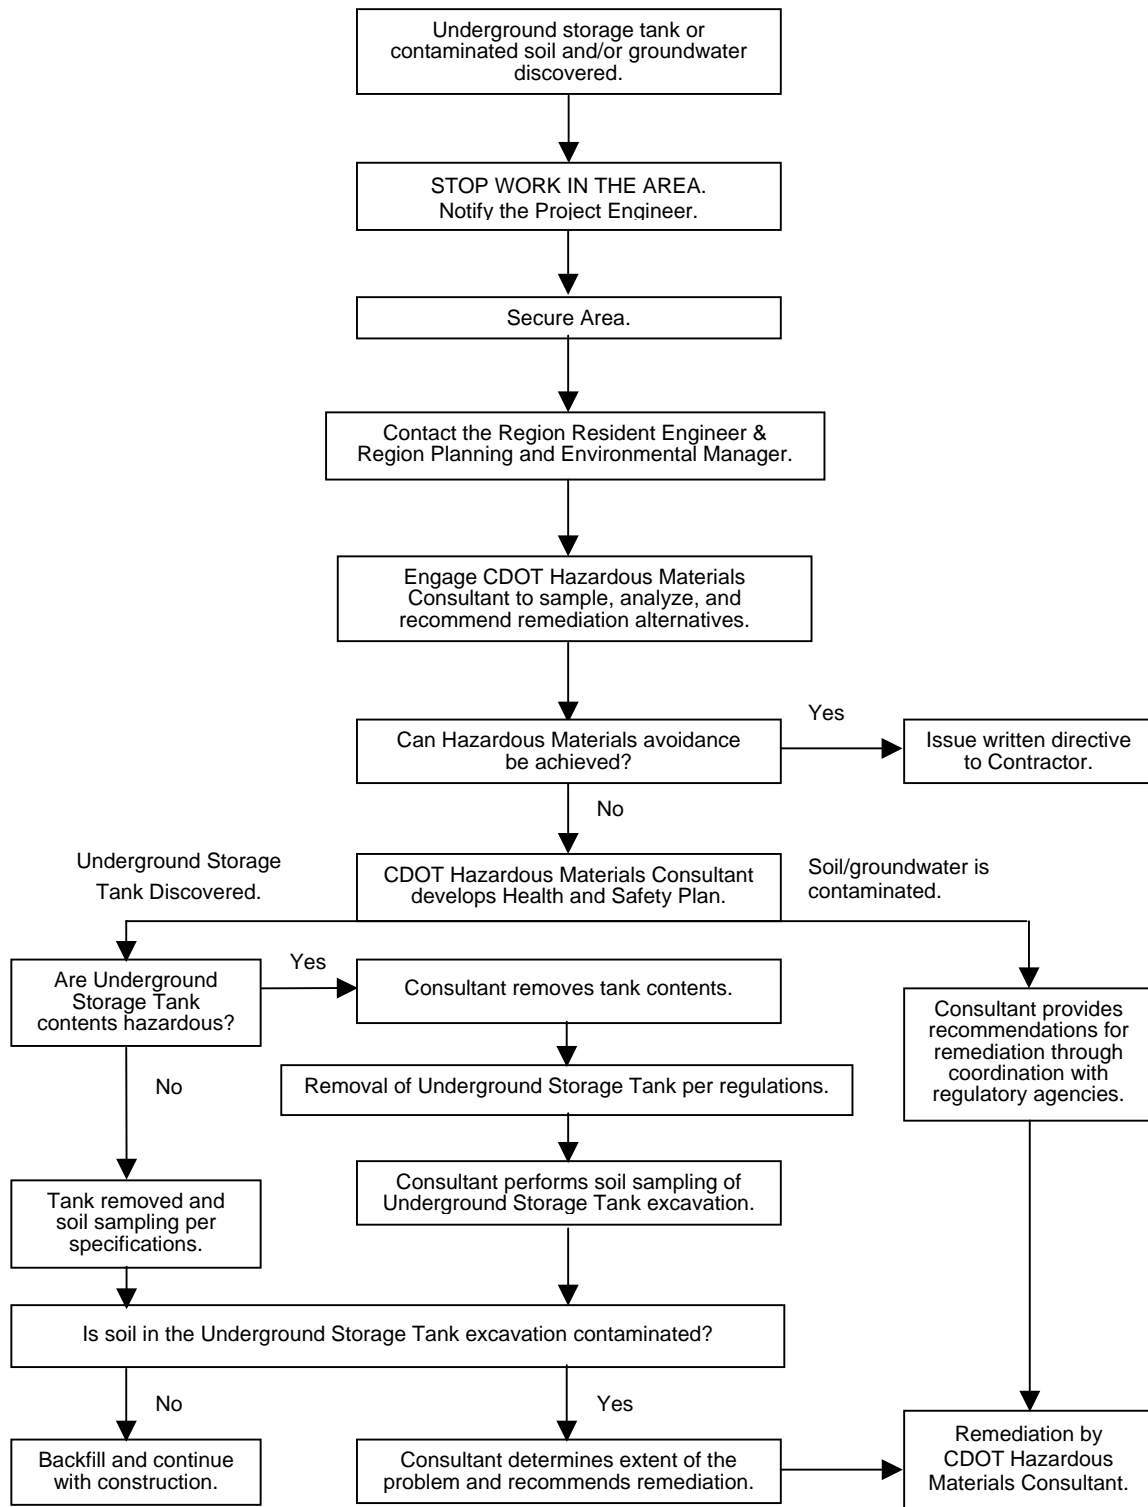 Underground storage tank or
contaminated soil and/or groundwater
discovered.
STOP WORK IN THE AREA.
Notify the Project Engineer.
Secure Area.
Contact the Region Resident Engineer &
Region Planning and Environmental Manager.
Engage CDOT Hazardous Materials
Consultant to sample, analyze, and
recommend remediation alternatives.
Can Hazardous Materials avoidance
be achieved?
Yes
Issue written directive
to Contractor.
No
Underground Storage
Tank Discovered.
CDOT Hazardous Materials Consultant
develops Health and Safety Plan.
Soil/groundwater is
contaminated.
Are Underground
Storage Tank
contents hazardous?
Yes
Consultant removes tank contents.
Consultant provides
recommendations for
remediation through
coordination with
regulatory agencies.
No
Removal of Underground Storage Tank per regulations.
Tank removed and
soil sampling per
specifications.
Consultant performs soil sampling of
Underground Storage Tank excavation.
Is soil in the Underground Storage Tank excavation contaminated?
No
Yes
Backfill and continue
with construction.
Consultant determines extent of the
problem and recommends remediation.
Remediation by
CDOT Hazardous
Materials Consultant.